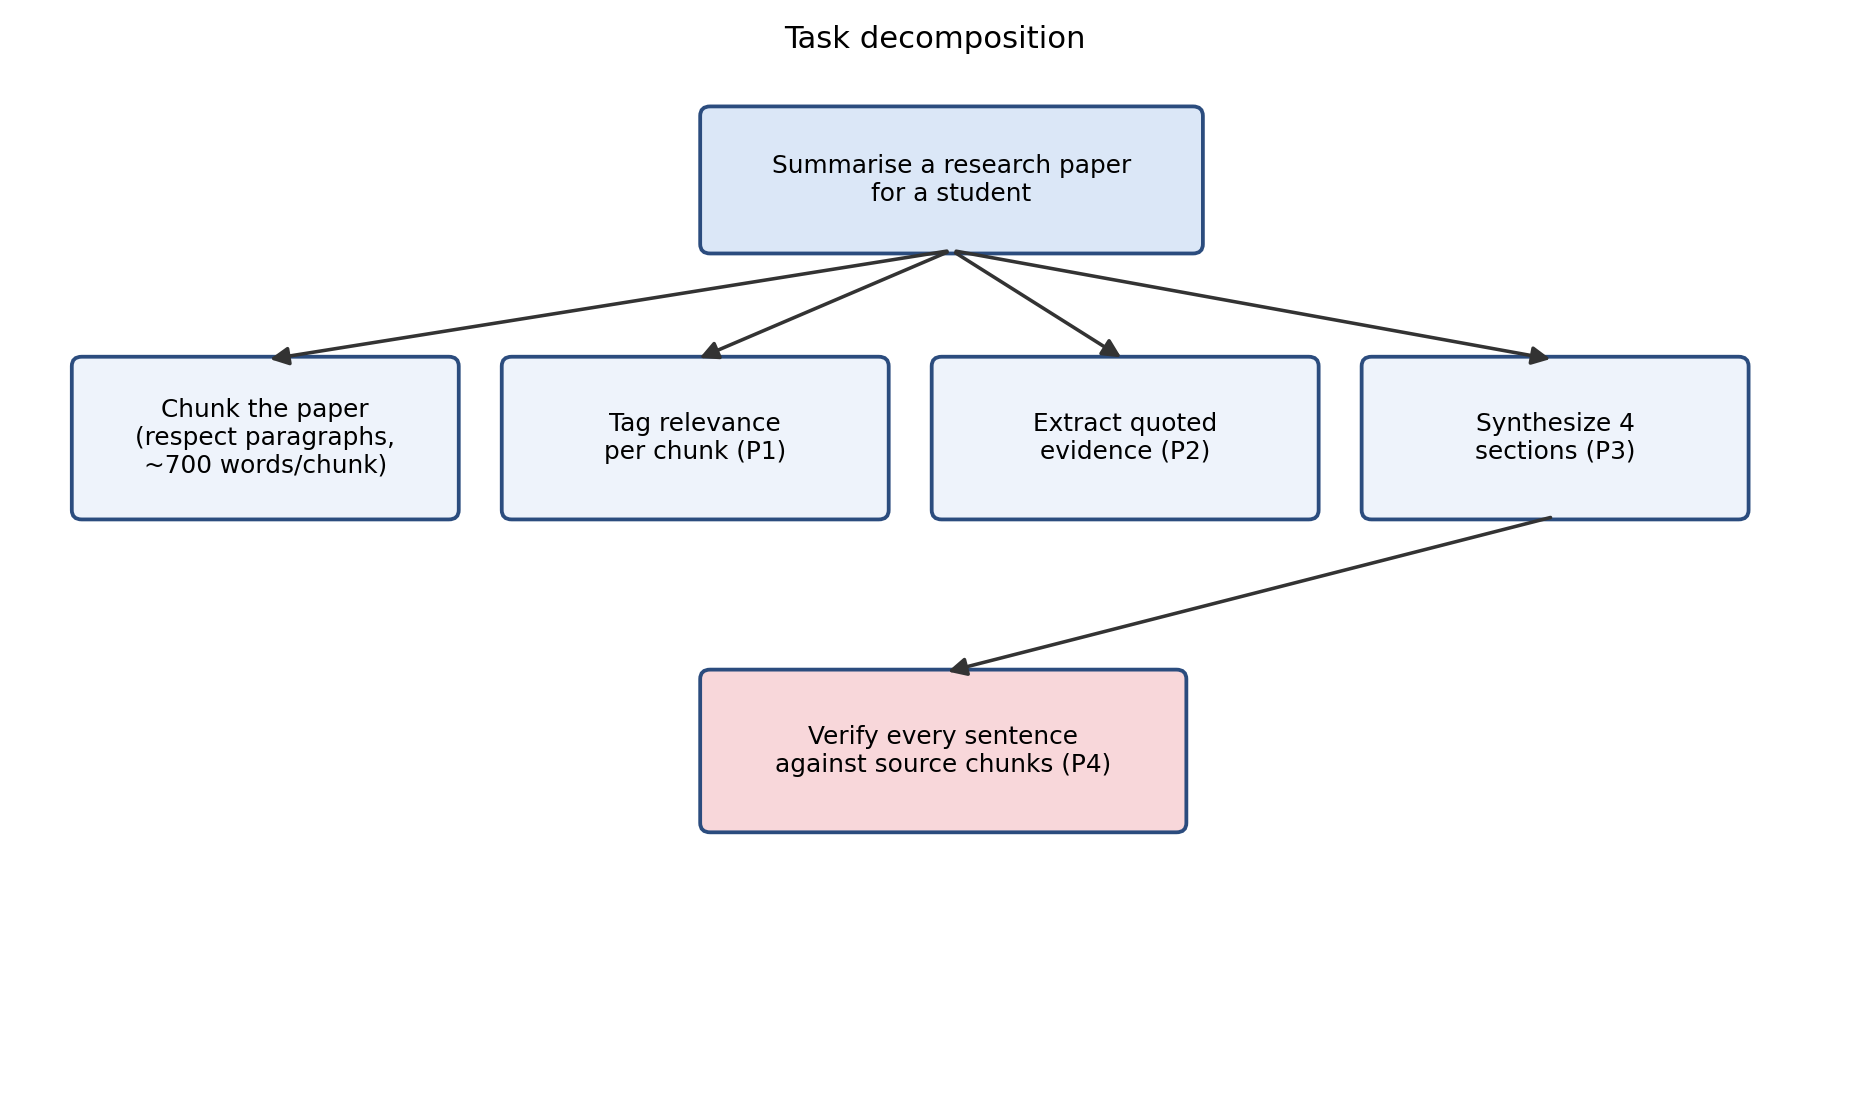 Task decomposition
Summarise a research paper
for a student
Chunk the paper
(respect paragraphs,
~700 words/chunk)
Tag relevance
per chunk (P1)
Extract quoted
evidence (P2)
Synthesize 4
sections (P3)
Verify every sentence
against source chunks (P4)